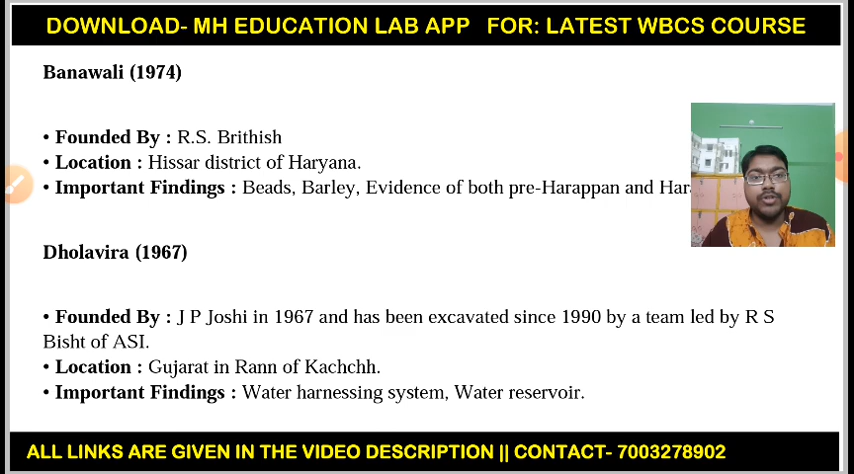 DOWNLOAD- MH EDUCATION LAB APP FOR: LATEST WBCS COURSE
Banawali (1974)
• Founded By : R.S. Brithish
• Location : Hissar district of Haryana.
• Important Findings : Beads, Barley, Evidence of both pre-Harappan and
Dholavira (1967)
• Founded By : J P Joshi in 1967 and has been excavated since 1990 by a team led by R S
Bisht of ASI.
• Location : Gujarat in Rann of Kachchh.
• Important Findings : Water harnessing system, Water reservoir.
ALL LINKS ARE GIVEN IN THE VIDEO DESCRIPTION || CONTACT- 7003278902